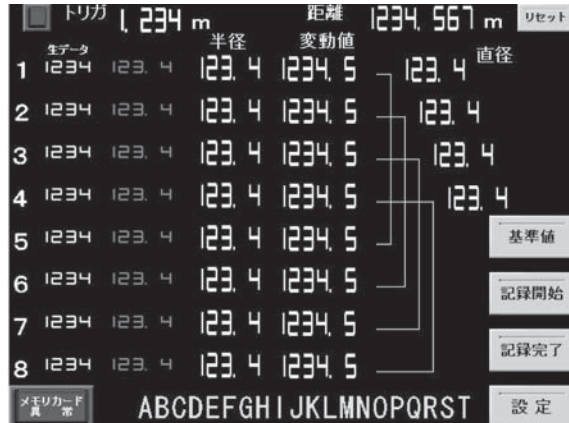 トリガ 1.234 m 距離 1234.567 m リセット
生データ 半径 変動値 直径
1 1234 123.4 123.4 1234.5 123.4
2 1234 123.4 123.4 1234.5 123.4
3 1234 123.4 123.4 1234.5 123.4
4 1234 123.4 123.4 1234.5 123.4
5 1234 123.4 123.4 1234.5 基準値
6 1234 123.4 123.4 1234.5 記録開始
7 1234 123.4 123.4 1234.5 記録完了
8 1234 123.4 123.4 1234.5
メモリカード
異常 ABCDEFGHIJKLMNOPQRST 設定